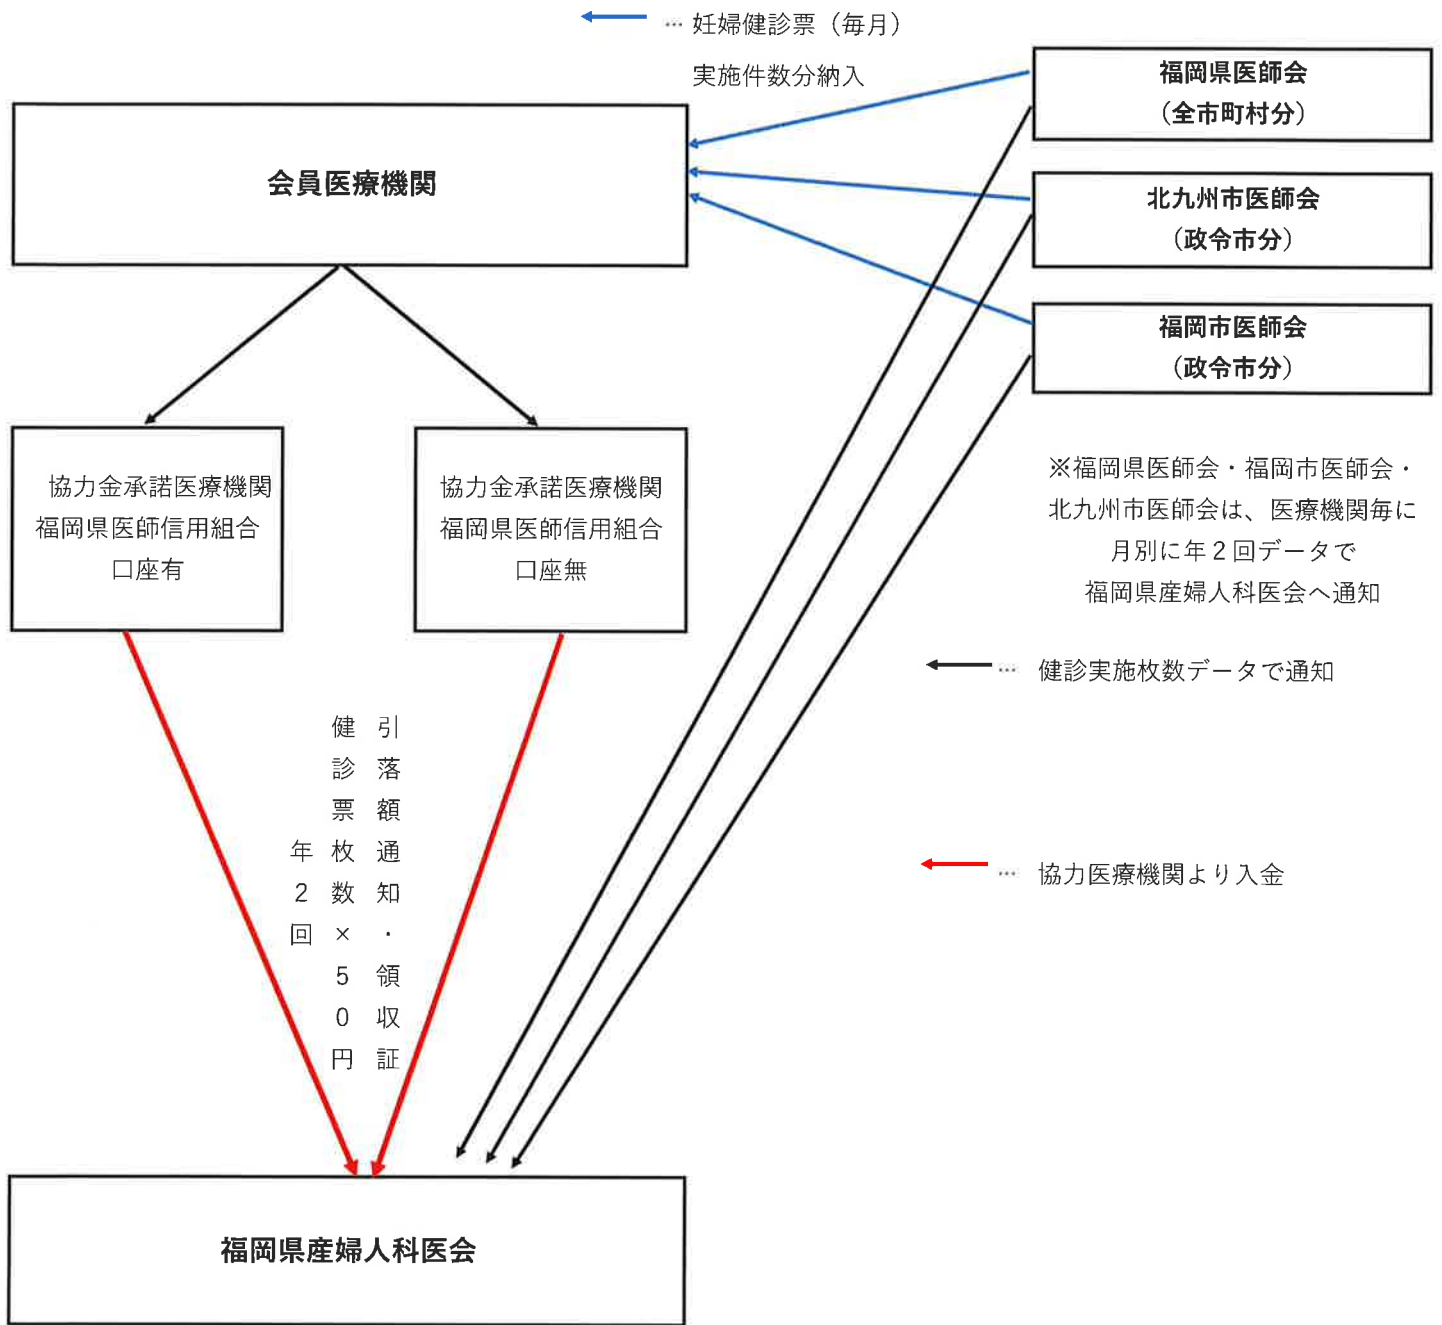 … 妊婦健診票（毎月）
実施件数分納入
福岡県医師会
（全市町村分）
会員医療機関
北九州市医師会
（政令市分）
福岡市医師会
（政令市分）
協力金承諾医療機関
福岡県医師信用組合
口座有
協力金承諾医療機関
福岡県医師信用組合
口座無
※福岡県医師会・福岡市医師会・
北九州市医師会は、医療機関毎に
月別に年２回データで
福岡県産婦人科医会へ通知
… 健診実施枚数データで通知
引落額通知・領収証
健診票枚数×５０円
年２回
… 協力医療機関より入金
福岡県産婦人科医会